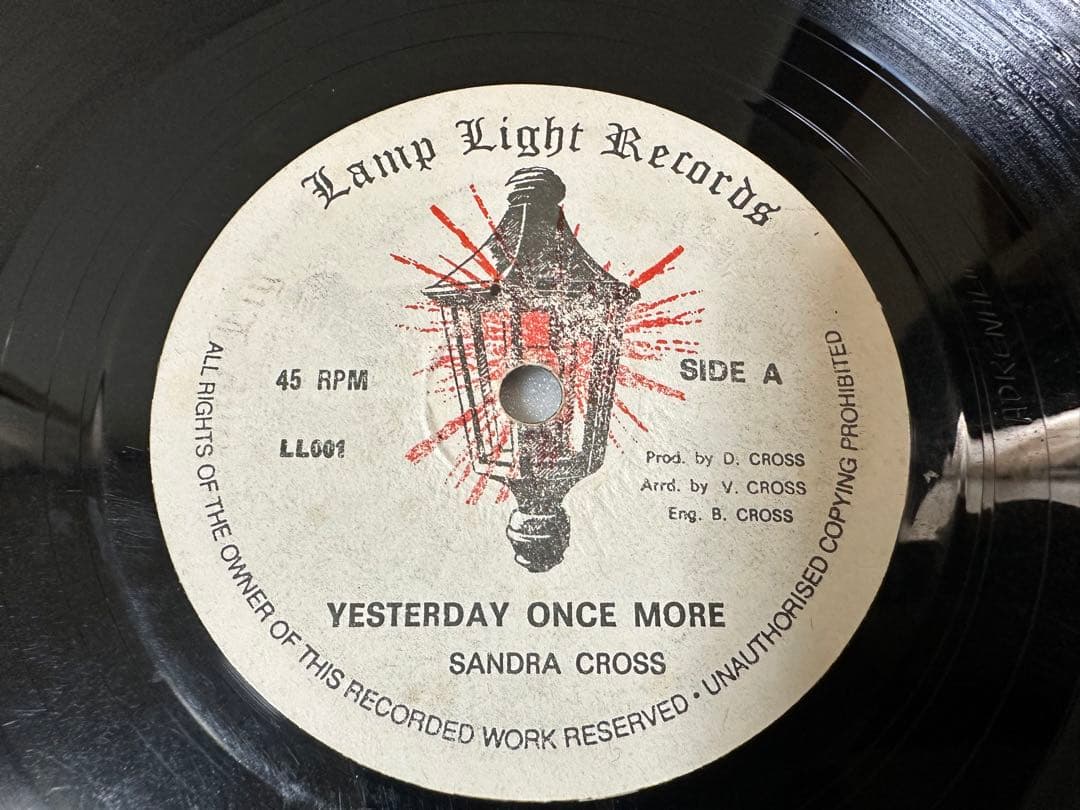 Lamp Light Records
45 RPM
SIDE A
LL001
Prod. by D. CROSS
Arrd. by V. CROSS
Eng. B. CROSS
YESTERDAY ONCE MORE
SANDRA CROSS
ALL RIGHTS OF THE OWNER OF THIS RECORDED WORK RESERVED • UNAUTHORISED COPYING PROHIBITED